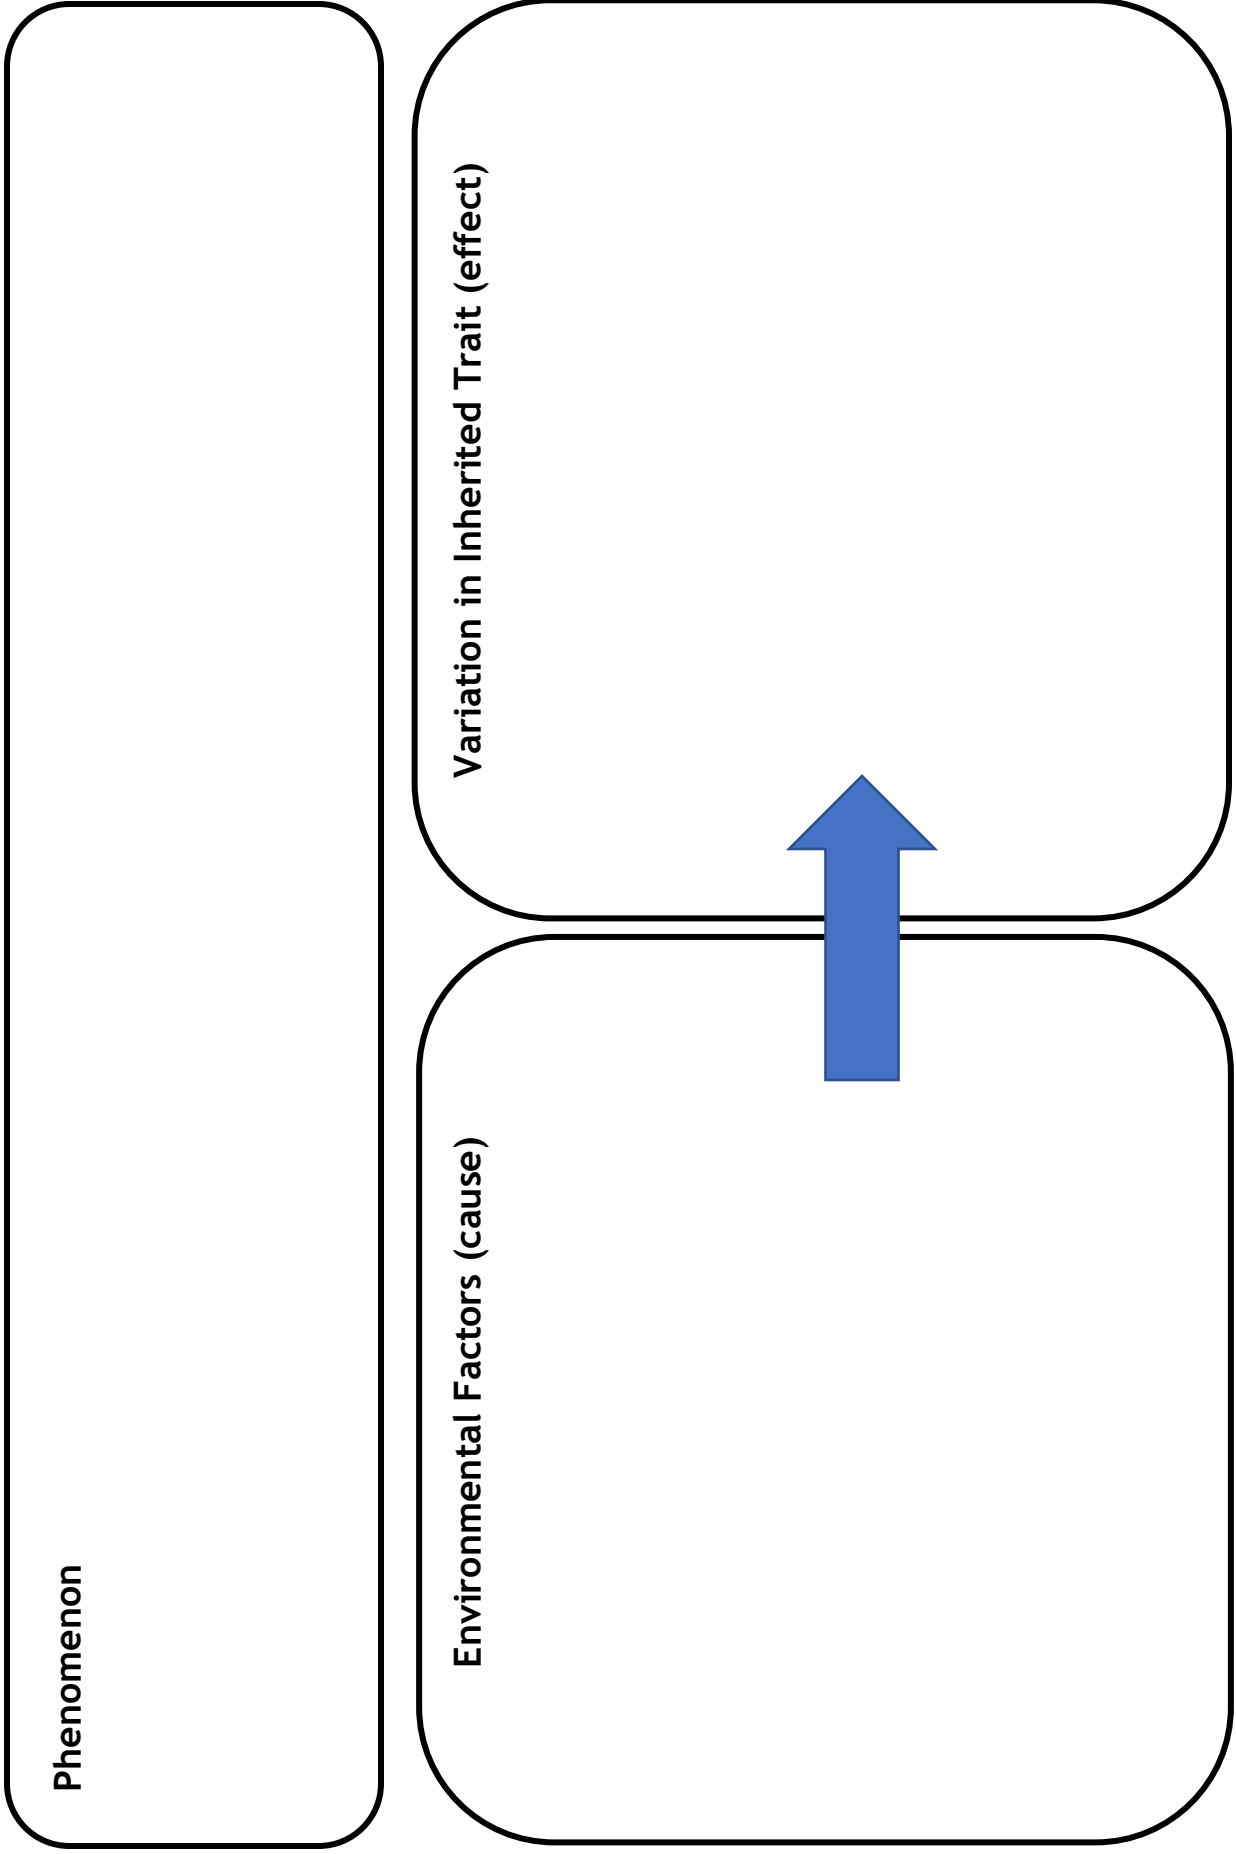 Phenomenon
Environmental Factors (cause)
Variation in Inherited Trait (effect)